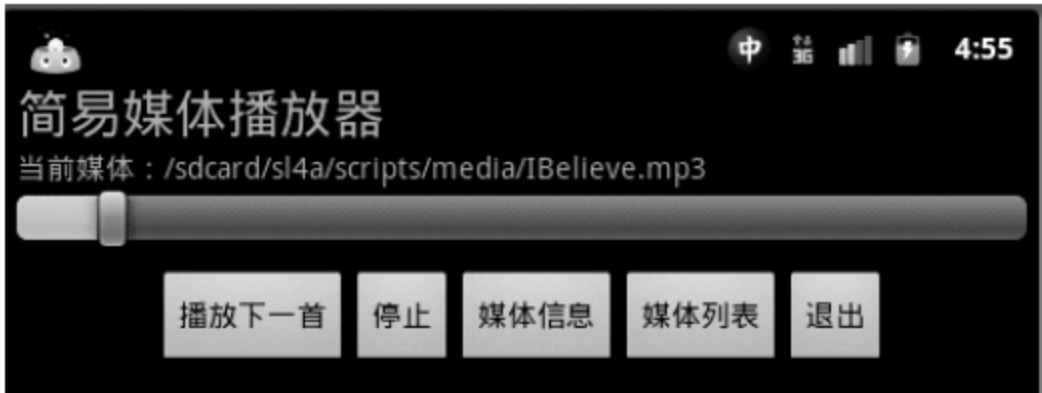 中 3G 4:55
简易媒体播放器
当前媒体：/sdcard/sl4a/scripts/media/IBelieve.mp3
播放下一首 停止 媒体信息 媒体列表 退出